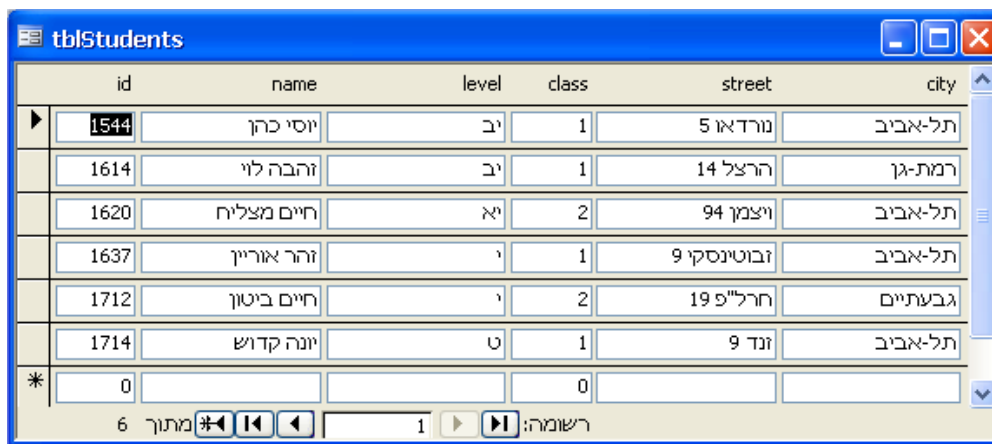 tblStudents
id name level class street city
1544 יוסי כהן יב 1 נורדאו 5 תל-אביב
1614 זהבה לוי יב 1 הרצל 14 רמת-גן
1620 חיים מצליח יא 2 ויצמן 94 תל-אביב
1637 זהר אוריין י 1 זבוטינסקי 9 תל-אביב
1712 חיים ביטון י 2 חרל"פ 19 גבעתיים
1714 יונה קדוש ט 1 זנד 9 תל-אביב
0 0
רשומה: 1 מתוך 6